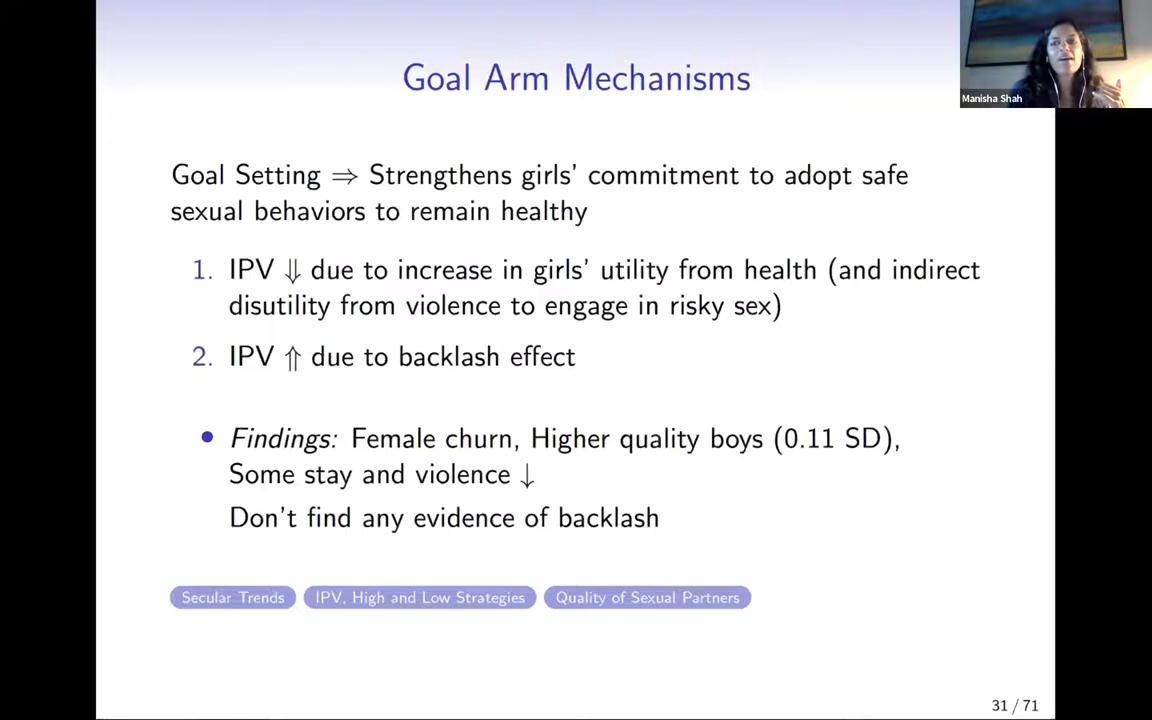 Goal Arm Mechanisms
Manisha Shah
Goal Setting ⇒ Strengthens girls' commitment to adopt safe
sexual behaviors to remain healthy
1. IPV ⇓ due to increase in girls' utility from health (and indirect
disutility from violence to engage in risky sex)
2. IPV ⇑ due to backlash effect
• Findings: Female churn, Higher quality boys (0.11 SD),
Some stay and violence ↓
Don't find any evidence of backlash
Secular Trends IPV, High and Low Strategies Quality of Sexual Partners
31 / 71